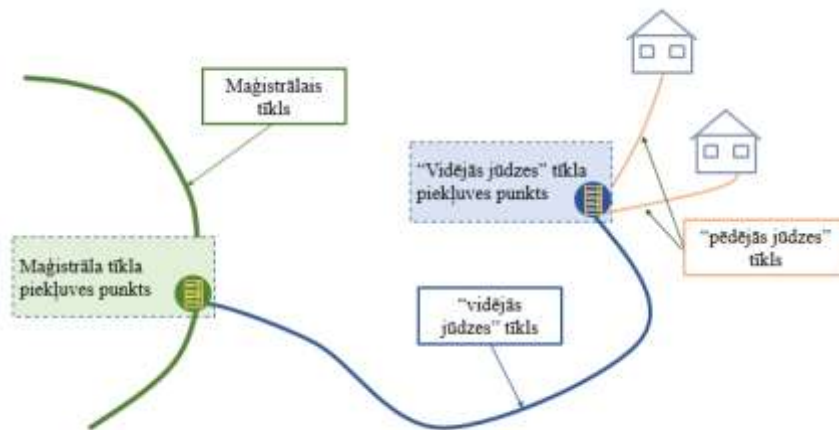 Maģistrālais
tīkls
“Vidējās jūdzes” tīkla
piekļuves punkts
“pēdējās jūdzes”
tīkls
Maģistrāla tīkla
piekļuves punkts
“vidējās
jūdzes” tīkls